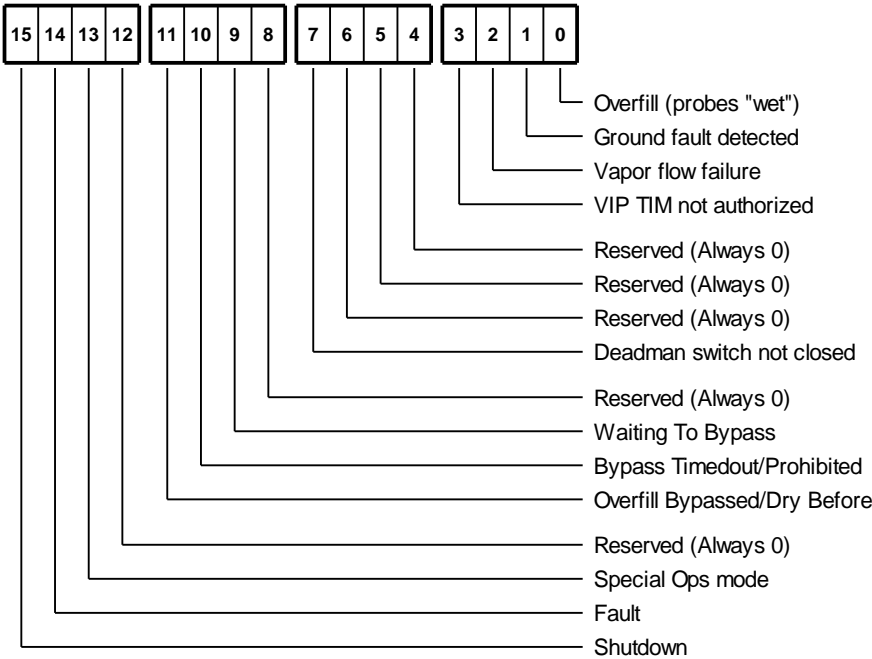 15 14 13 12 11 10 9 8 7 6 5 4 3 2 1 0
Overfill (probes "wet")
Ground fault detected
Vapor flow failure
VIP TIM not authorized
Reserved (Always 0)
Reserved (Always 0)
Reserved (Always 0)
Deadman switch not closed
Reserved (Always 0)
Waiting To Bypass
Bypass Timedout/Prohibited
Overfill Bypassed/Dry Before
Reserved (Always 0)
Special Ops mode
Fault
Shutdown